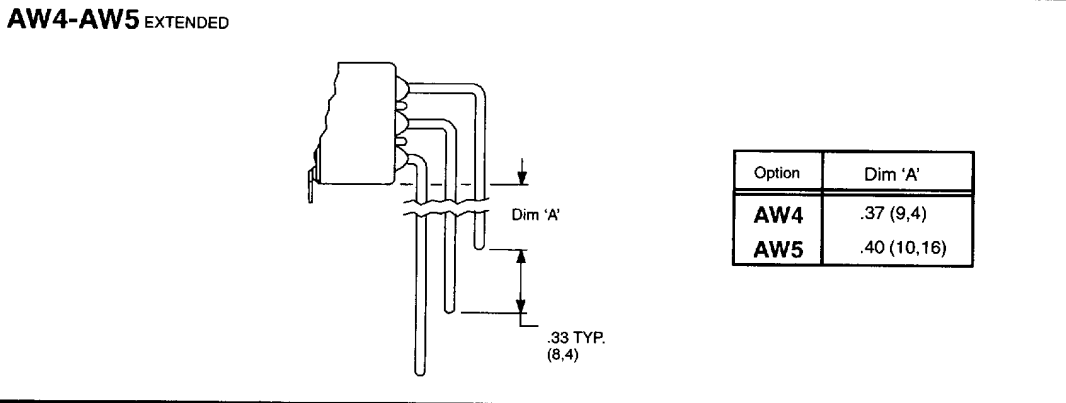 AW4-AW5 EXTENDED
Dim 'A'
.33 TYP.
(8,4)
Option Dim 'A'
AW4 .37 (9,4)
AW5 .40 (10,16)